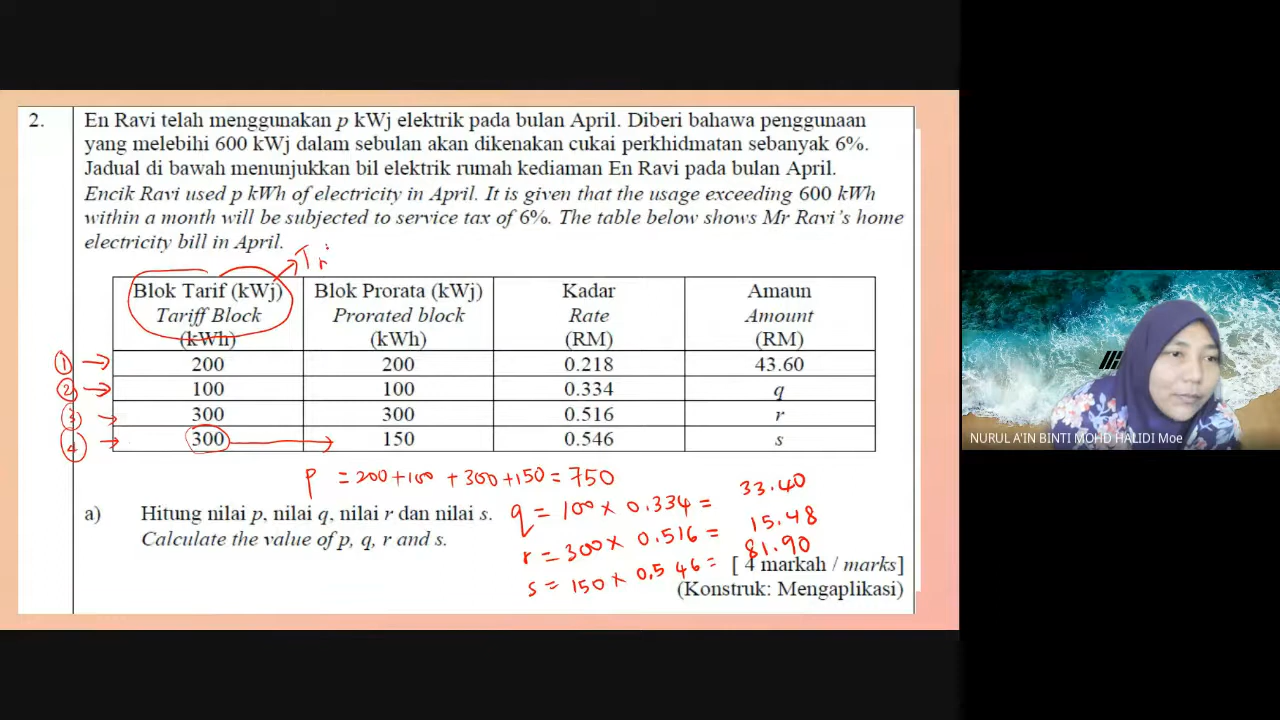 2.
En Ravi telah menggunakan p kWj elektrik pada bulan April. Diberi bahawa penggunaan
yang melebihi 600 kWj dalam sebulan akan dikenakan cukai perkhidmatan sebanyak 6%.
Jadual di bawah menunjukkan bil elektrik rumah kediaman En Ravi pada bulan April.
Encik Ravi used p kWh of electricity in April. It is given that the usage exceeding 600 kWh
within a month will be subjected to service tax of 6%. The table below shows Mr Ravi's home
electricity bill in April.
Tr
Blok Tarif (kWj) Blok Prorata (kWj) Kadar Amaun
Tariff Block Prorated block Rate Amount
(kWh) (kWh) (RM) (RM)
1 200 200 0.218 43.60
2 100 100 0.334 q
3 300 300 0.516 r
4 300 150 0.546 s
p = 200+100 +300+150 = 750
a) Hitung nilai p, nilai q, nilai r dan nilai s.
Calculate the value of p, q, r and s.
q = 100 x 0.334 = 33.40
r = 300 x 0.516 = 15.48
s = 150 x 0.546 = 81.90
[ 4 markah / marks]
(Konstruk: Mengaplikasi)
NURUL A'IN BINTI MOHD HALIDI Moe